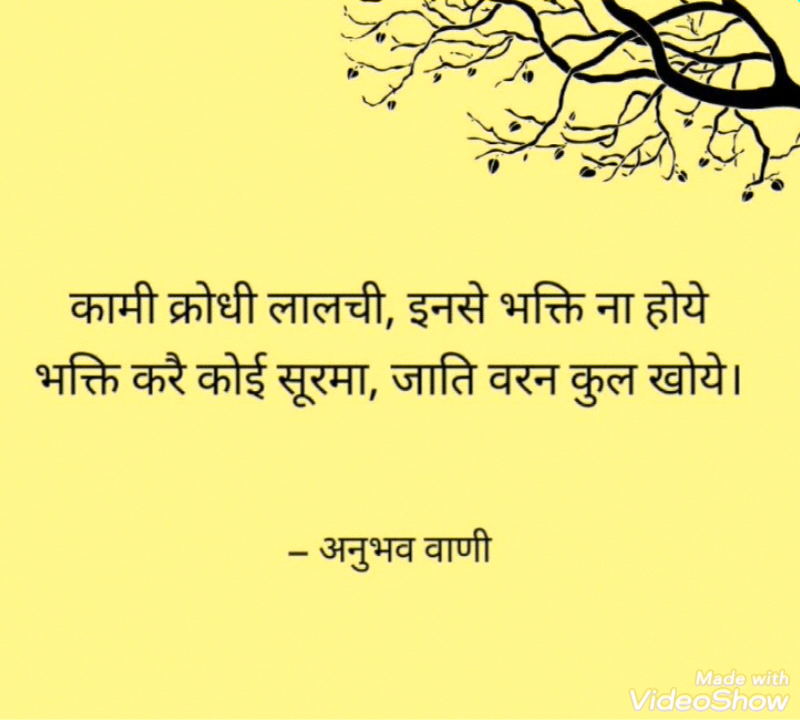 कामी क्रोधी लालची, इनसे भक्ति ना होये
भक्ति करै कोई सूरमा, जाति वरन कुल खोये।
– अनुभव वाणी
Made with
VideoShow